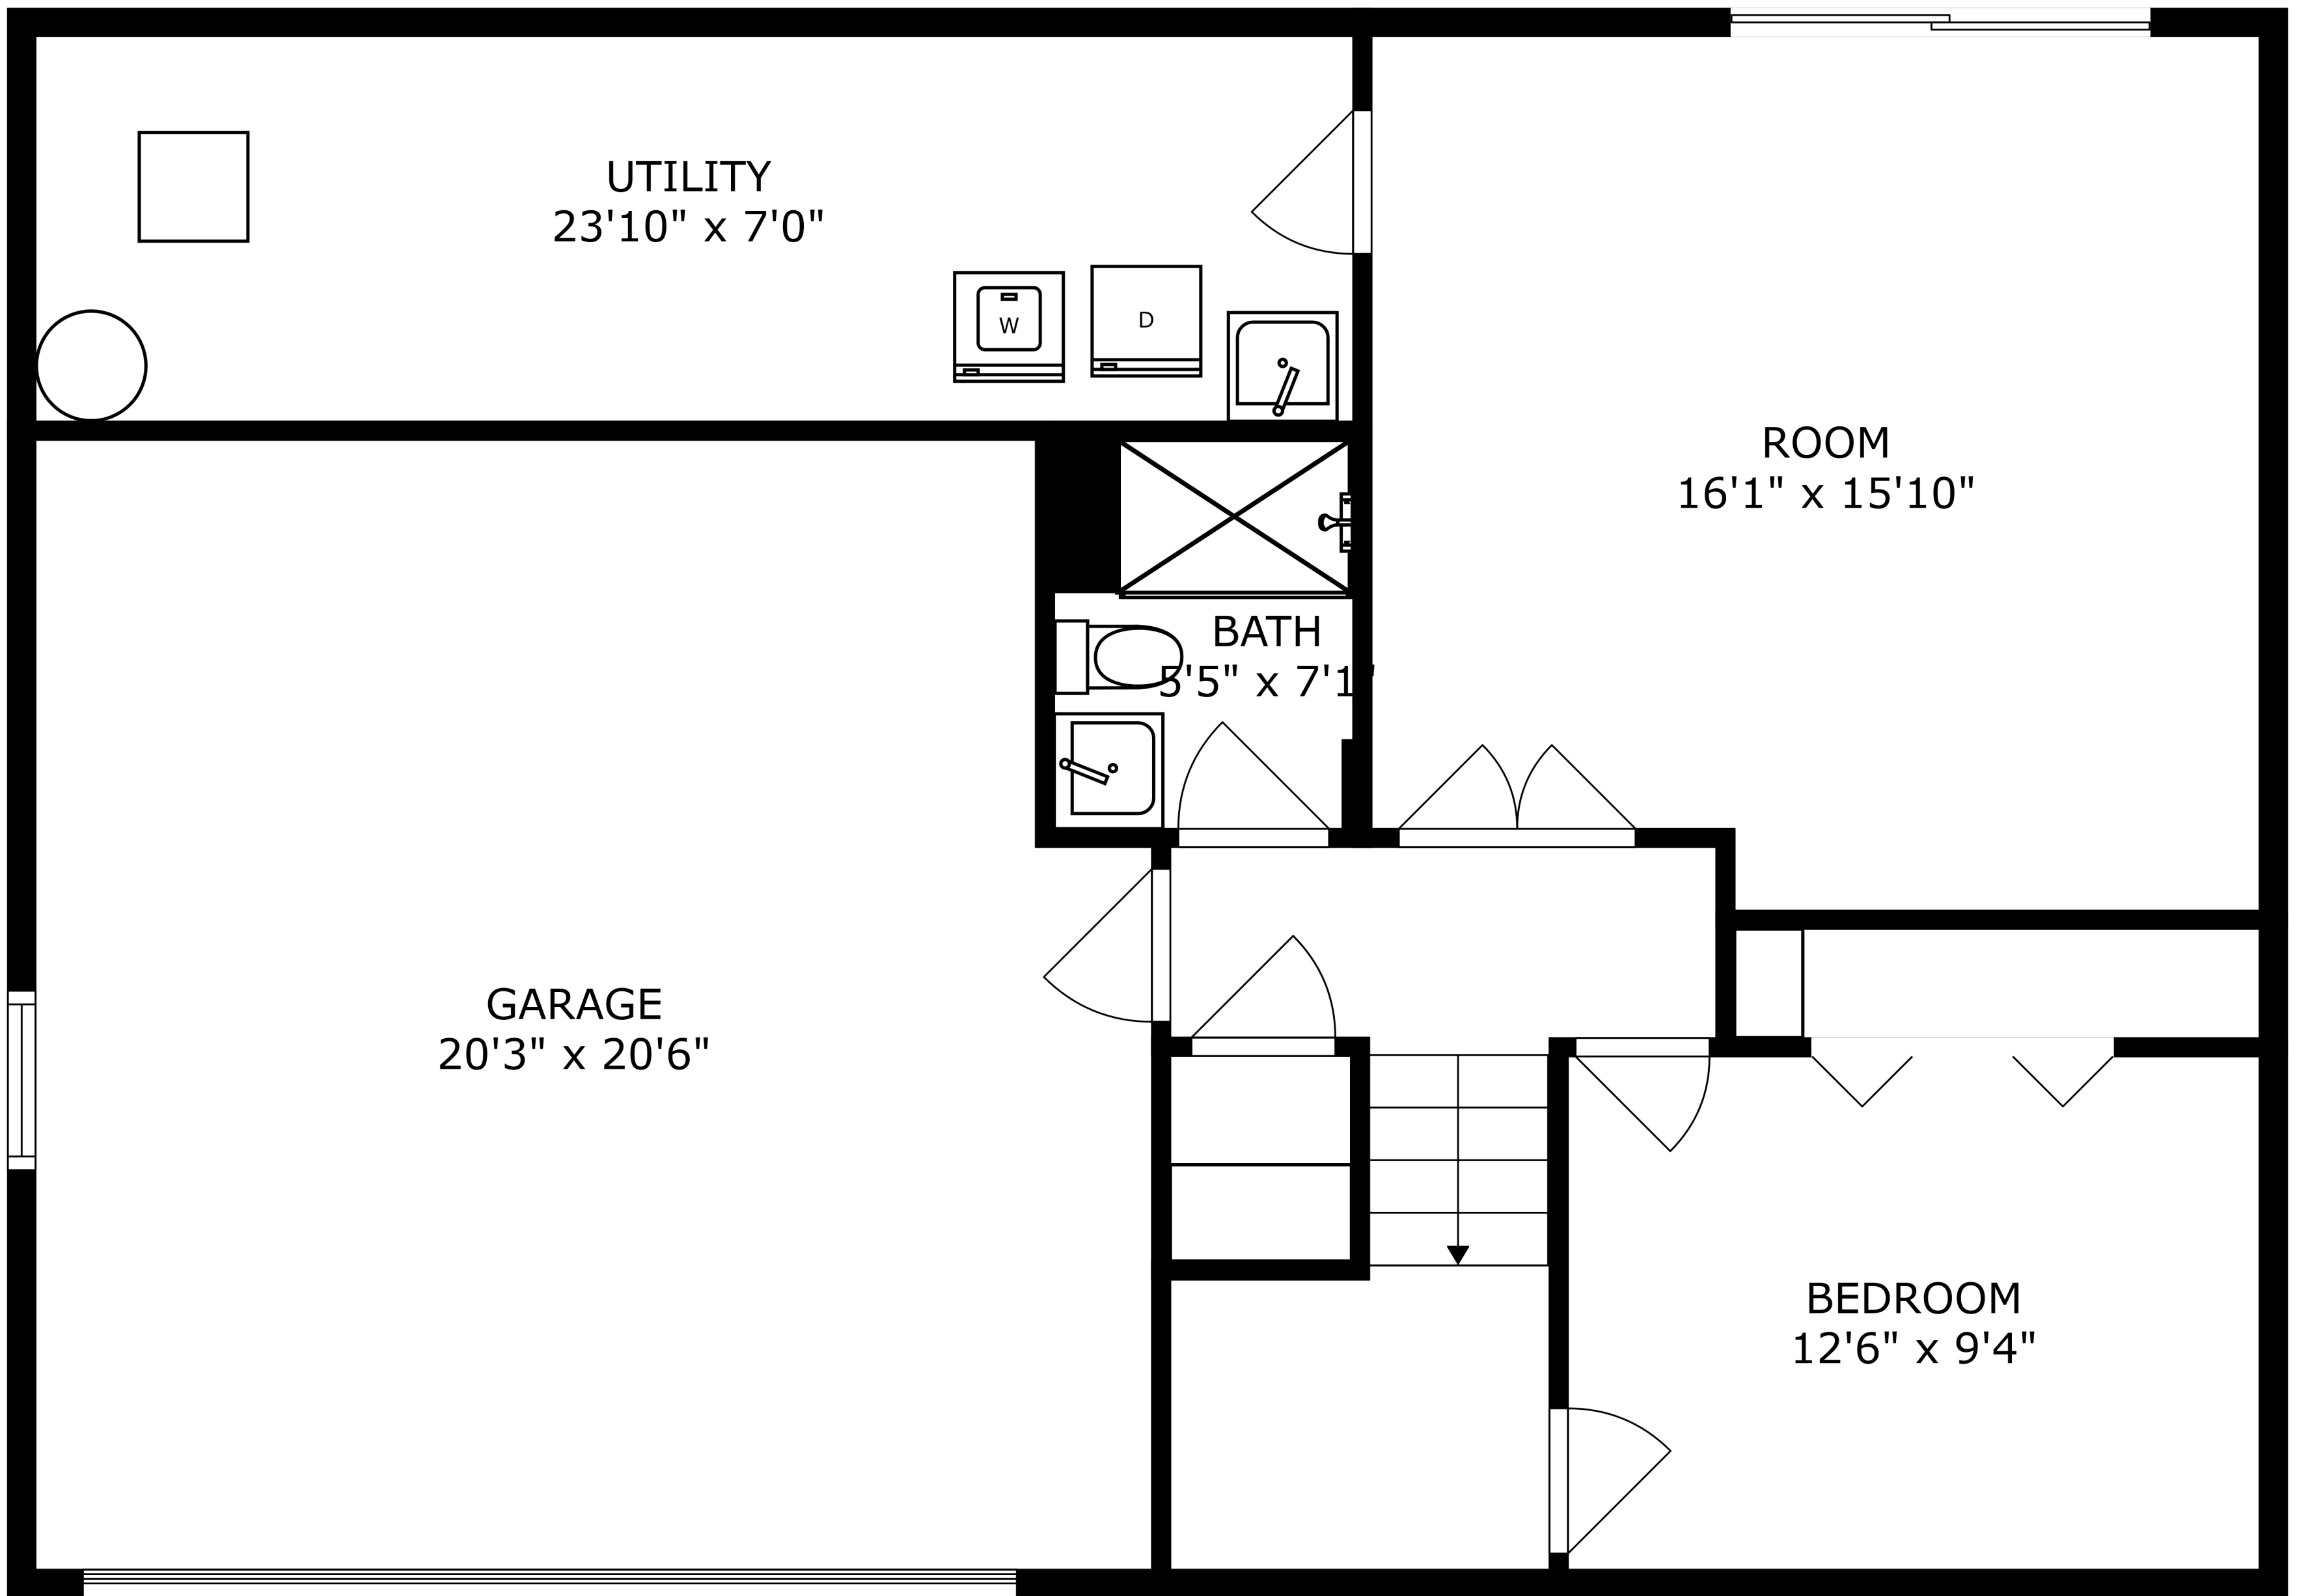 UTILITY
23'10" x 7'0"
W
D
ROOM
16'1" x 15'10"
BATH
5'5" x 7'1"
GARAGE
20'3" x 20'6"
BEDROOM
12'6" x 9'4"